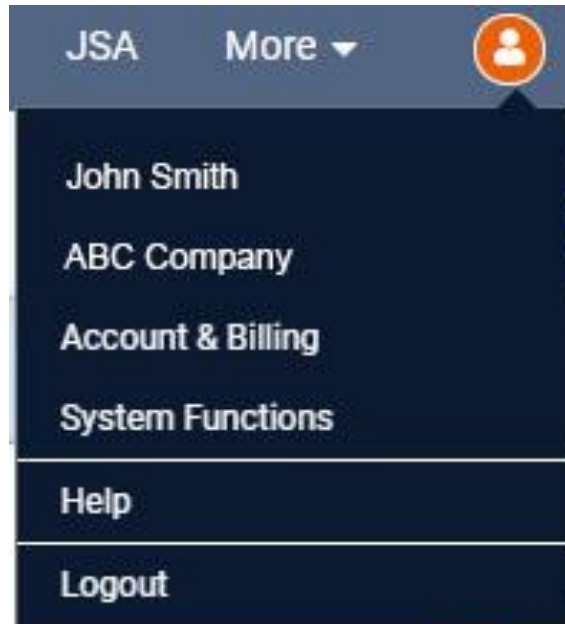 JSA More
John Smith
ABC Company
Account & Billing
System Functions
Help
Logout